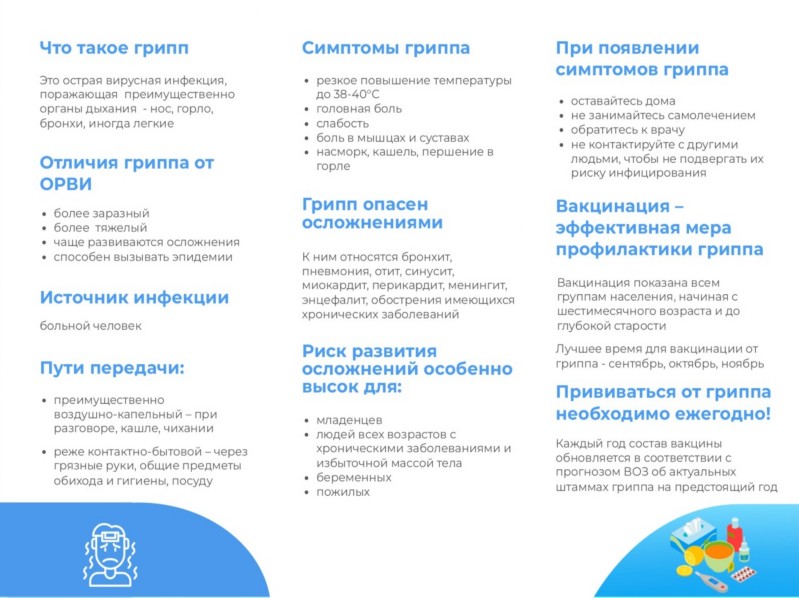 Что такое грипп
Это острая вирусная инфекция,
поражающая преимущественно
органы дыхания - нос, горло,
бронхи, иногда легкие
Отличия гриппа от
ОРВИ
• более заразный
• более тяжелый
• чаще развиваются осложнения
• способен вызывать эпидемии
Источник инфекции
больной человек
Пути передачи:
• преимущественно
воздушно-капельный – при
разговоре, кашле, чихании
• реже контактно-бытовой – через
грязные руки, общие предметы
обихода и гигиены, посуду
Симптомы гриппа
• резкое повышение температуры
до 38-40°С
• головная боль
• слабость
• боль в мышцах и суставах
• насморк, кашель, першение в
горле
Грипп опасен
осложнениями
К ним относятся бронхит,
пневмония, отит, синусит,
миокардит, перикардит, менингит,
энцефалит, обострения имеющихся
хронических заболеваний
Риск развития
осложнений особенно
высок для:
• младенцев
• людей всех возрастов с
хроническими заболеваниями и
избыточной массой тела
• беременных
• пожилых
При появлении
симптомов гриппа
• оставайтесь дома
• не занимайтесь самолечением
• обратитесь к врачу
• не контактируйте с другими
людьми, чтобы не подвергать их
риску инфицирования
Вакцинация –
эффективная мера
профилактики гриппа
Вакцинация показана всем
группам населения, начиная с
шестимесячного возраста и до
глубокой старости
Лучшее время для вакцинации от
гриппа - сентябрь, октябрь, ноябрь
Прививаться от гриппа
необходимо ежегодно!
Каждый год состав вакцины
обновляется в соответствии с
прогнозом ВОЗ об актуальных
штаммах гриппа на предстоящий год